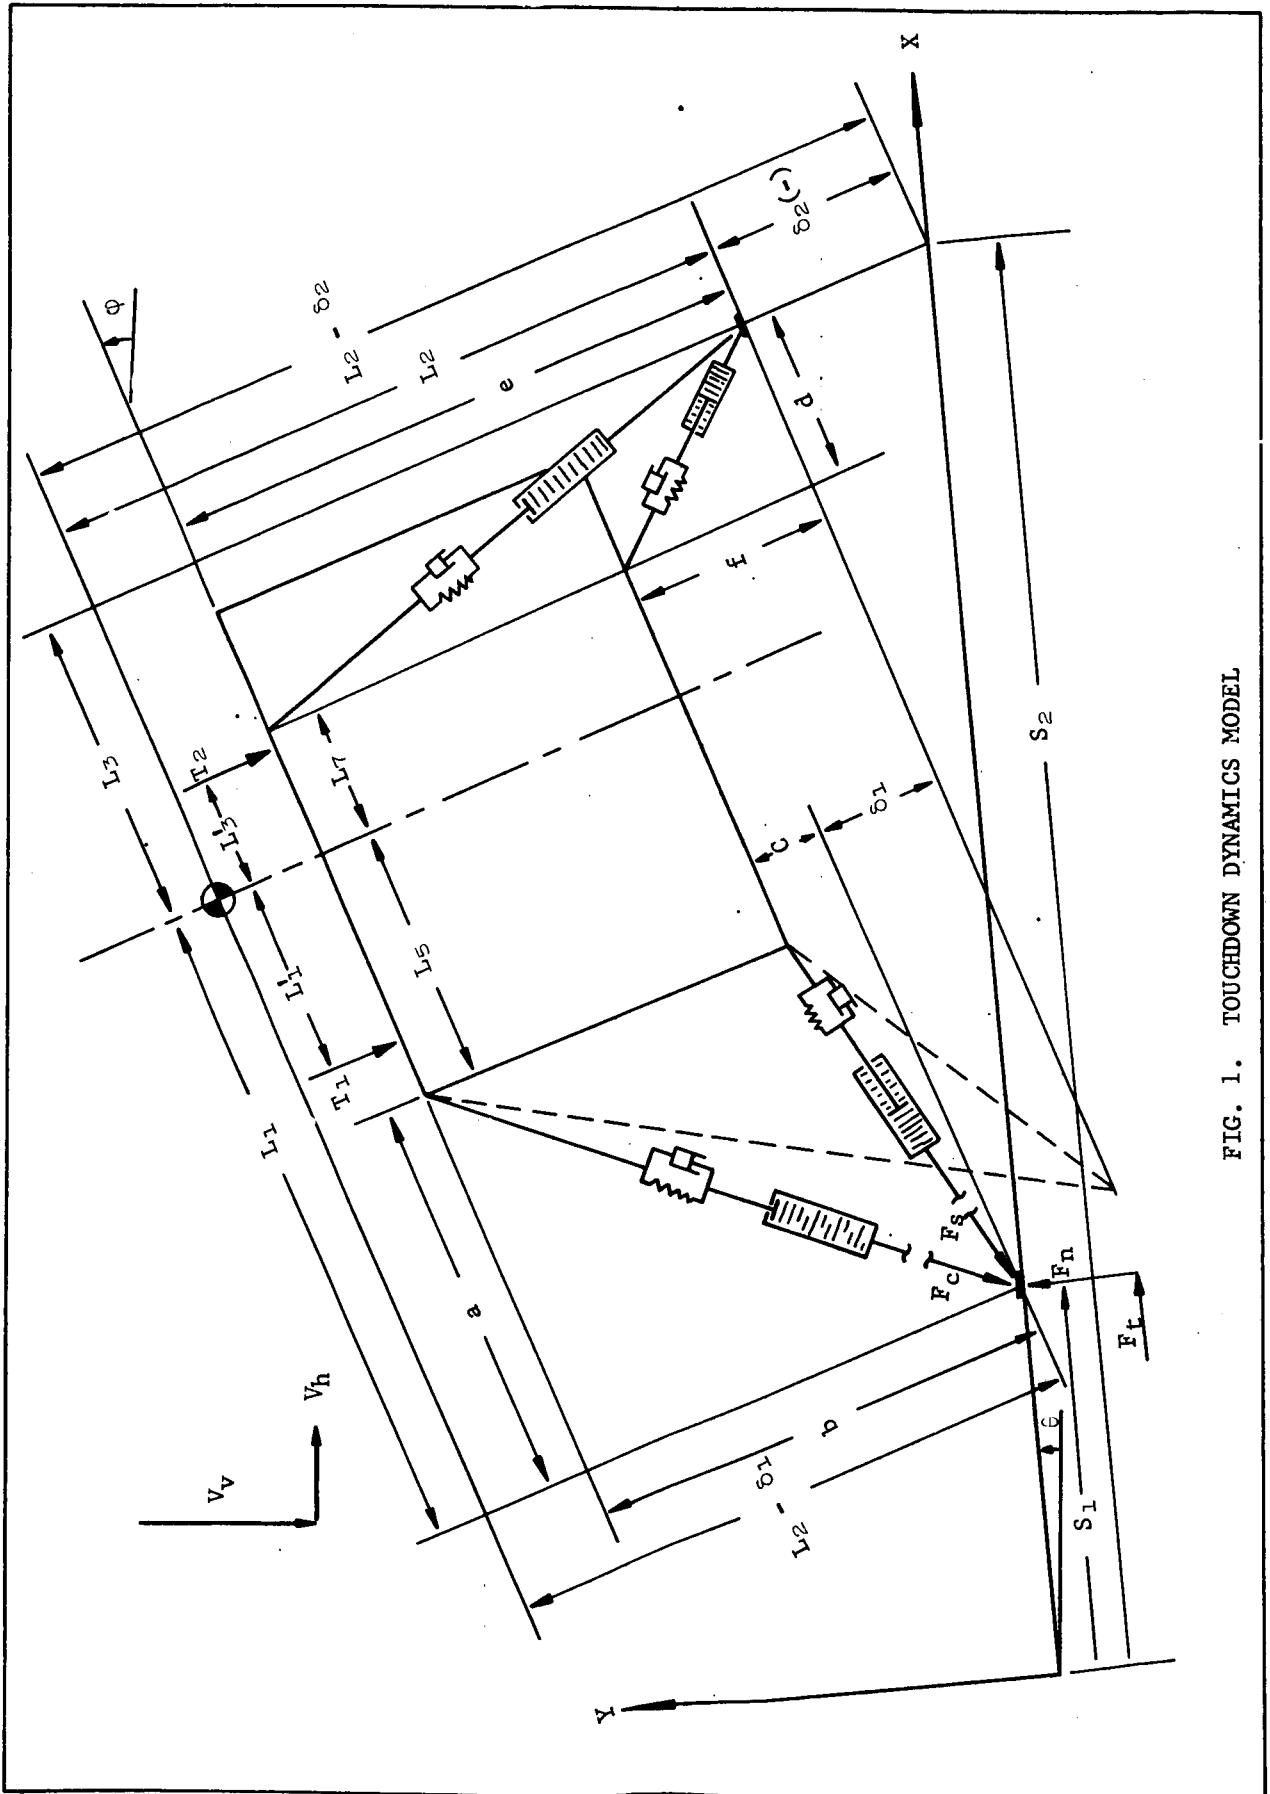 X
φ
δ2(-)
L2 - δ2
L2
e
d
f
L3
T2
L'3
L7
C
δ1
S2
L'1
L5
T1
L1
a
Fs
Fc
Fn
Ft
b
L2 - δ1
θ
S1
Vh
Vv
Y
FIG. 1. TOUCHDOWN DYNAMICS MODEL